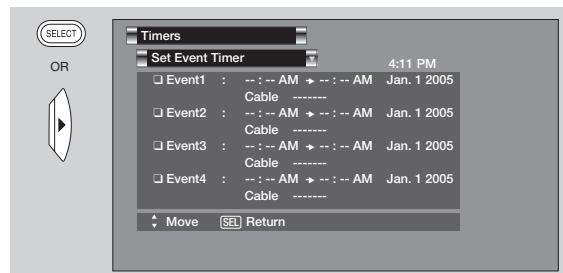 SELECT
OR
Timers
Set Event Timer
4:11 PM
❑ Event1 : -- : -- AM ➔ -- : -- AM Jan. 1 2005
Cable -------
❑ Event2 : -- : -- AM ➔ -- : -- AM Jan. 1 2005
Cable -------
❑ Event3 : -- : -- AM ➔ -- : -- AM Jan. 1 2005
Cable -------
❑ Event4 : -- : -- AM ➔ -- : -- AM Jan. 1 2005
Cable -------
Move SEL Return